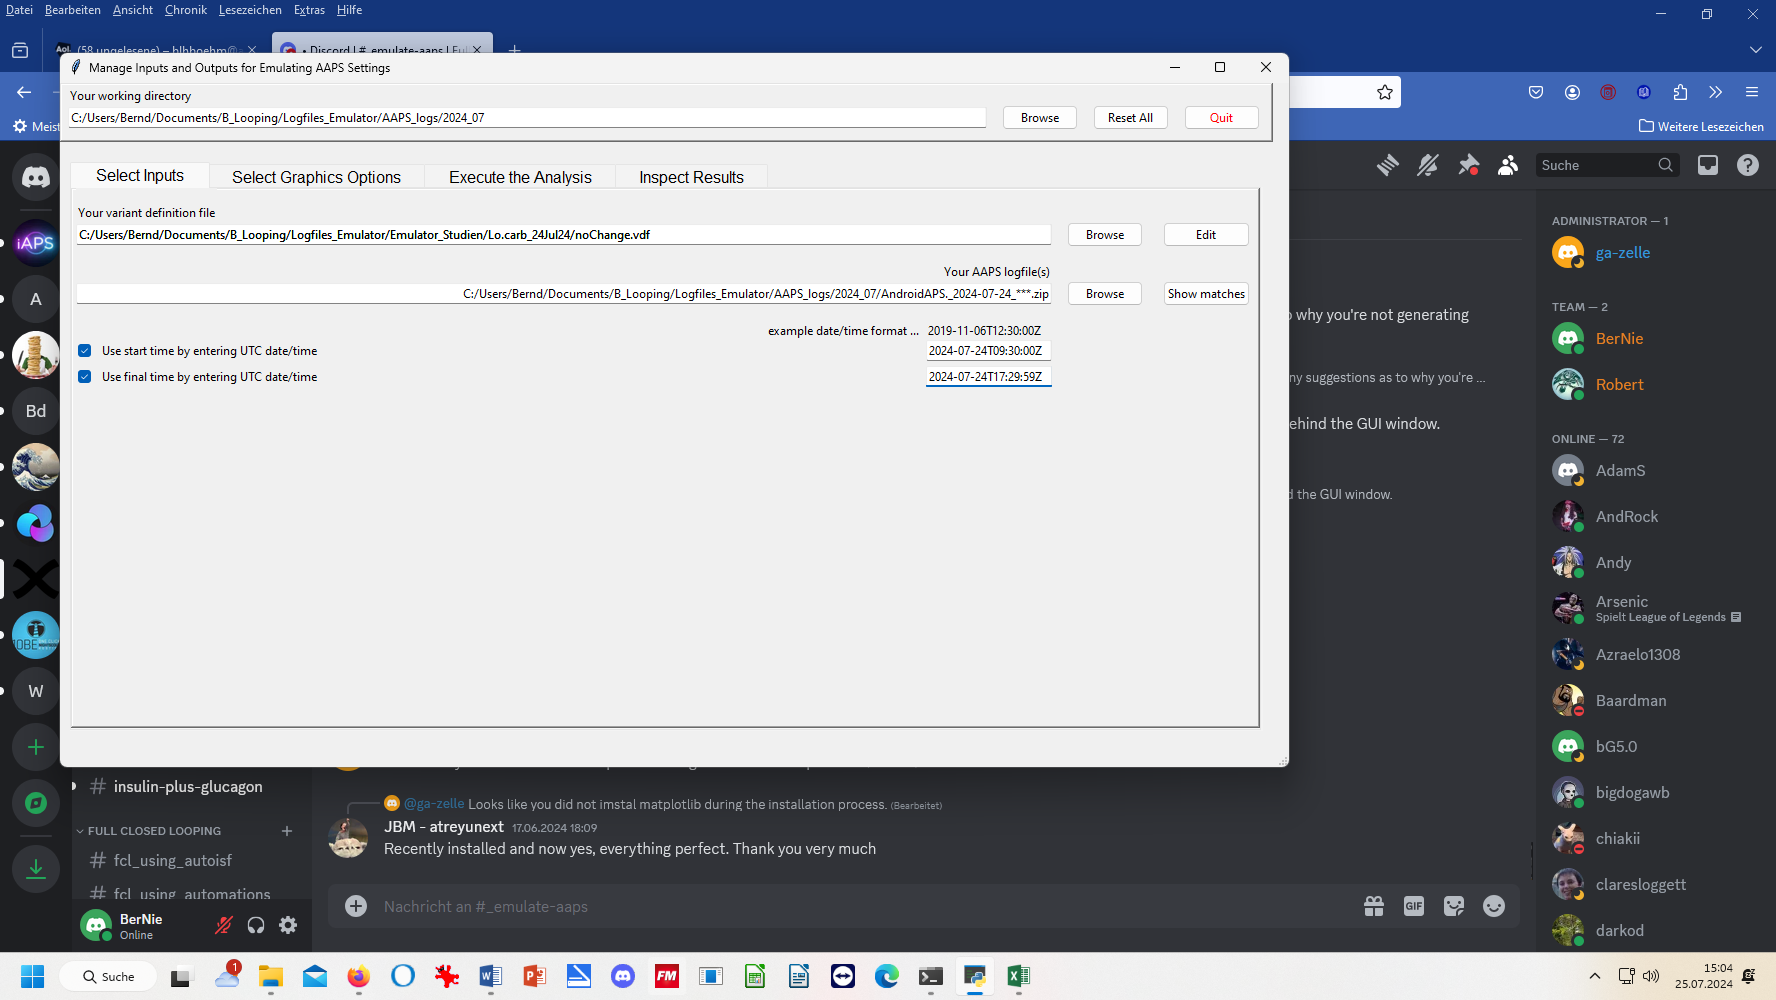 Datei Bearbeiten Ansicht Chronik Lesezeichen Extras Hilfe
Manage Inputs and Outputs for Emulating AAPS Settings
Your working directory
C:/Users/Bernd/Documents/B_Looping/Logfiles_Emulator/AAPS_logs/2024_07
Browse
Reset All
Quit
Meist
Weitere Lesezeichen
Select Inputs
Select Graphics Options
Execute the Analysis
Inspect Results
Your variant definition file
C:/Users/Bernd/Documents/B_Looping/Logfiles_Emulator/Emulator_Studien/Lo.carb_24Jul24/noChange.vdf
Browse
Edit
Your AAPS logfile(s)
C:/Users/Bernd/Documents/B_Looping/Logfiles_Emulator/AAPS_logs/2024_07/AndroidAPS._2024-07-24_***.zip
Browse
Show matches
example date/time format ... 2019-11-06T12:30:00Z
Use start time by entering UTC date/time 2024-07-24T09:30:00Z
Use final time by entering UTC date/time 2024-07-24T17:29:59Z
iAPS
A
Bd
W
Suche
why you're not generating
ny suggestions as to why you're ...
ehind the GUI window.
d the GUI window.
ADMINISTRATOR — 1
ga-zelle
TEAM — 2
BerNie
Robert
ONLINE — 72
AdamS
AndRock
Andy
Arsenic
Spielt League of Legends
Azraelo1308
Baardman
bG5.0
bigdogawb
chiakii
claresloggett
darkod
# insulin-plus-glucagon
FULL CLOSED LOOPING
# fcl_using_autoisf
# fcl_using_automations
BerNie
Online
@ga-zelle Looks like you did not imstal matplotlib during the installation process. (Bearbeitet)
JBM - atreyunext 17.06.2024 18:09
Recently installed and now yes, everything perfect. Thank you very much
Nachricht an #_emulate-aaps
GIF
Suche
1
FM
15:04
25.07.2024